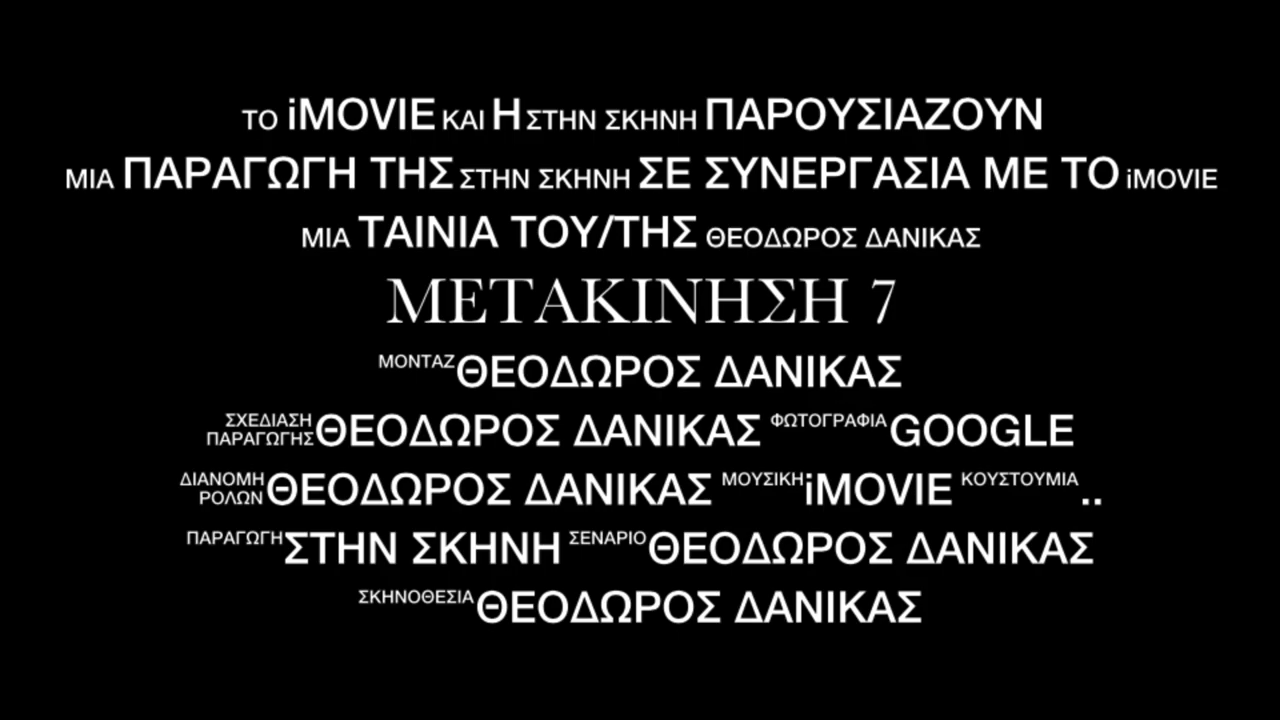 ΤΟ iMOVIE ΚΑΙ Η ΣΤΗΝ ΣΚΗΝΗ ΠΑΡΟΥΣΙΑΖΟΥΝ
ΜΙΑ ΠΑΡΑΓΩΓΗ ΤΗΣ ΣΤΗΝ ΣΚΗΝΗ ΣΕ ΣΥΝΕΡΓΑΣΙΑ ΜΕ ΤΟ iMOVIE
ΜΙΑ ΤΑΙΝΙΑ ΤΟΥ/ΤΗΣ ΘΕΟΔΩΡΟΣ ΔΑΝΙΚΑΣ
ΜΕΤΑΚΙΝΗΣΗ 7
ΜΟΝΤΑΖ ΘΕΟΔΩΡΟΣ ΔΑΝΙΚΑΣ
ΣΧΕΔΙΑΣΗ ΠΑΡΑΓΩΓΗΣ ΘΕΟΔΩΡΟΣ ΔΑΝΙΚΑΣ ΦΩΤΟΓΡΑΦΙΑ GOOGLE
ΔΙΑΝΟΜΗ ΡΟΛΩΝ ΘΕΟΔΩΡΟΣ ΔΑΝΙΚΑΣ ΜΟΥΣΙΚΗ iMOVIE ΚΟΥΣΤΟΥΜΙΑ ..
ΠΑΡΑΓΩΓΗ ΣΤΗΝ ΣΚΗΝΗ ΣΕΝΑΡΙΟ ΘΕΟΔΩΡΟΣ ΔΑΝΙΚΑΣ
ΣΚΗΝΟΘΕΣΙΑ ΘΕΟΔΩΡΟΣ ΔΑΝΙΚΑΣ